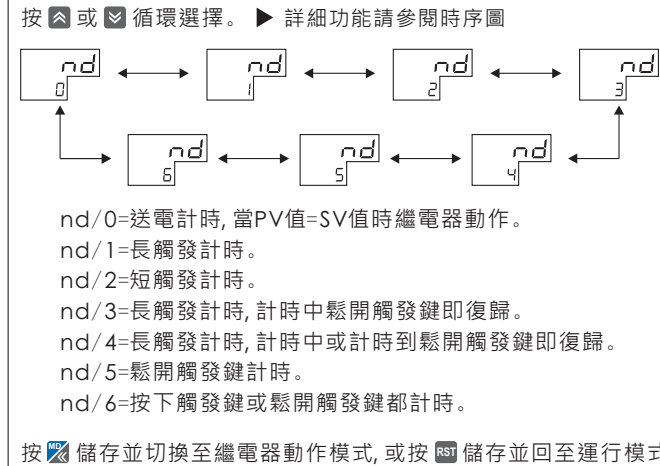 按 或 循環選擇。 ▶ 詳細功能請參閱時序圖
nd 0 nd 1 nd 2 nd 3
nd 6 nd 5 nd 4
nd/0=送電計時, 當PV值=SV值時繼電器動作。
nd/1=長觸發計時。
nd/2=短觸發計時。
nd/3=長觸發計時, 計時中鬆開觸發鍵即復歸。
nd/4=長觸發計時, 計時中或計時到鬆開觸發鍵即復歸。
nd/5=鬆開觸發鍵計時。
nd/6=按下觸發鍵或鬆開觸發鍵都計時。
按 MD 儲存並切換至繼電器動作模式, 或按 RST 儲存並回至運行模式